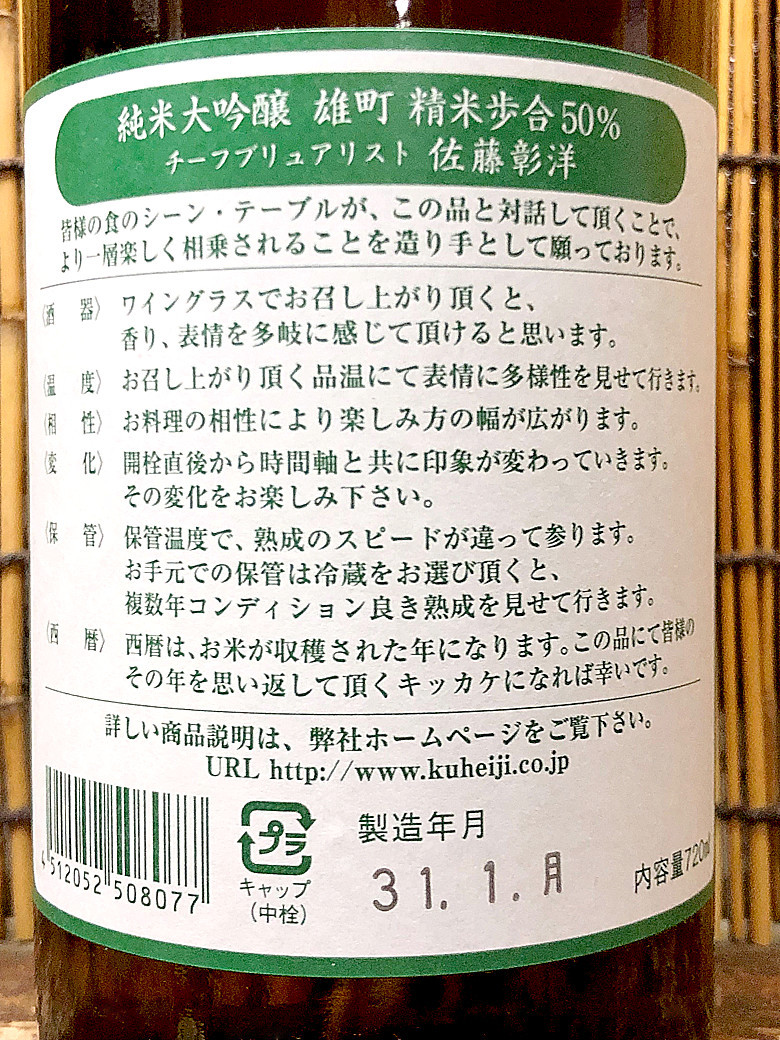 純米大吟醸 雄町 精米歩合50%
チーフブリュアリスト 佐藤彰洋
皆様の食のシーン・テーブルが、この品と対話して頂くことで、
より一層楽しく相乗されることを造り手として願っております。
〈酒 器〉 ワイングラスでお召し上がり頂くと、
香り、表情を多岐に感じて頂けると思います。
〈温 度〉 お召し上がり頂く品温にて表情に多様性を見せて行きます。
〈相 性〉 お料理の相性により楽しみ方の幅が広がります。
〈変 化〉 開栓直後から時間軸と共に印象が変わっていきます。
その変化をお楽しみ下さい。
〈保 管〉 保管温度で、熟成のスピードが違って参ります。
お手元での保管は冷蔵をお選び頂くと、
複数年コンディション良き熟成を見せて行きます。
〈西 暦〉 西暦は、お米が収穫された年になります。この品にて皆様の
その年を思い返して頂くキッカケになれば幸いです。
詳しい商品説明は、弊社ホームページをご覧下さい。
URL http://www.kuheiji.co.jp
4 512052 508077
プラ
キャップ
(中栓)
製造年月
31. 1. 月
内容量720ml